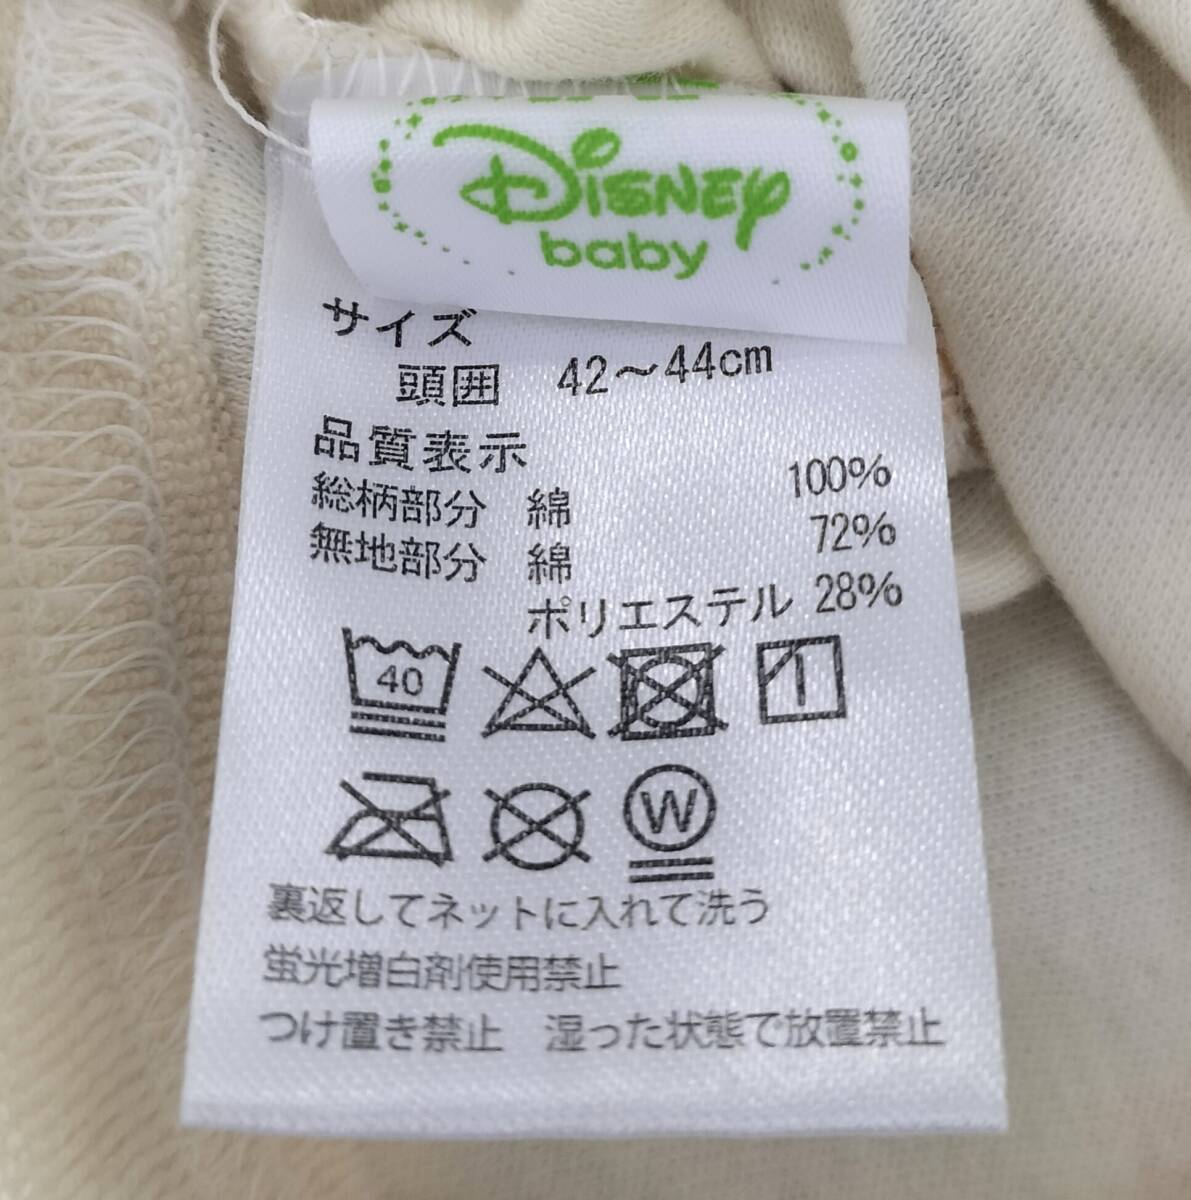 Disney
baby
サイズ
頭囲 42～44cm
品質表示
総柄部分 綿 100%
無地部分 綿 72%
ポリエステル 28%
40
W
裏返してネットに入れて洗う
蛍光増白剤使用禁止
つけ置き禁止 湿った状態で放置禁止